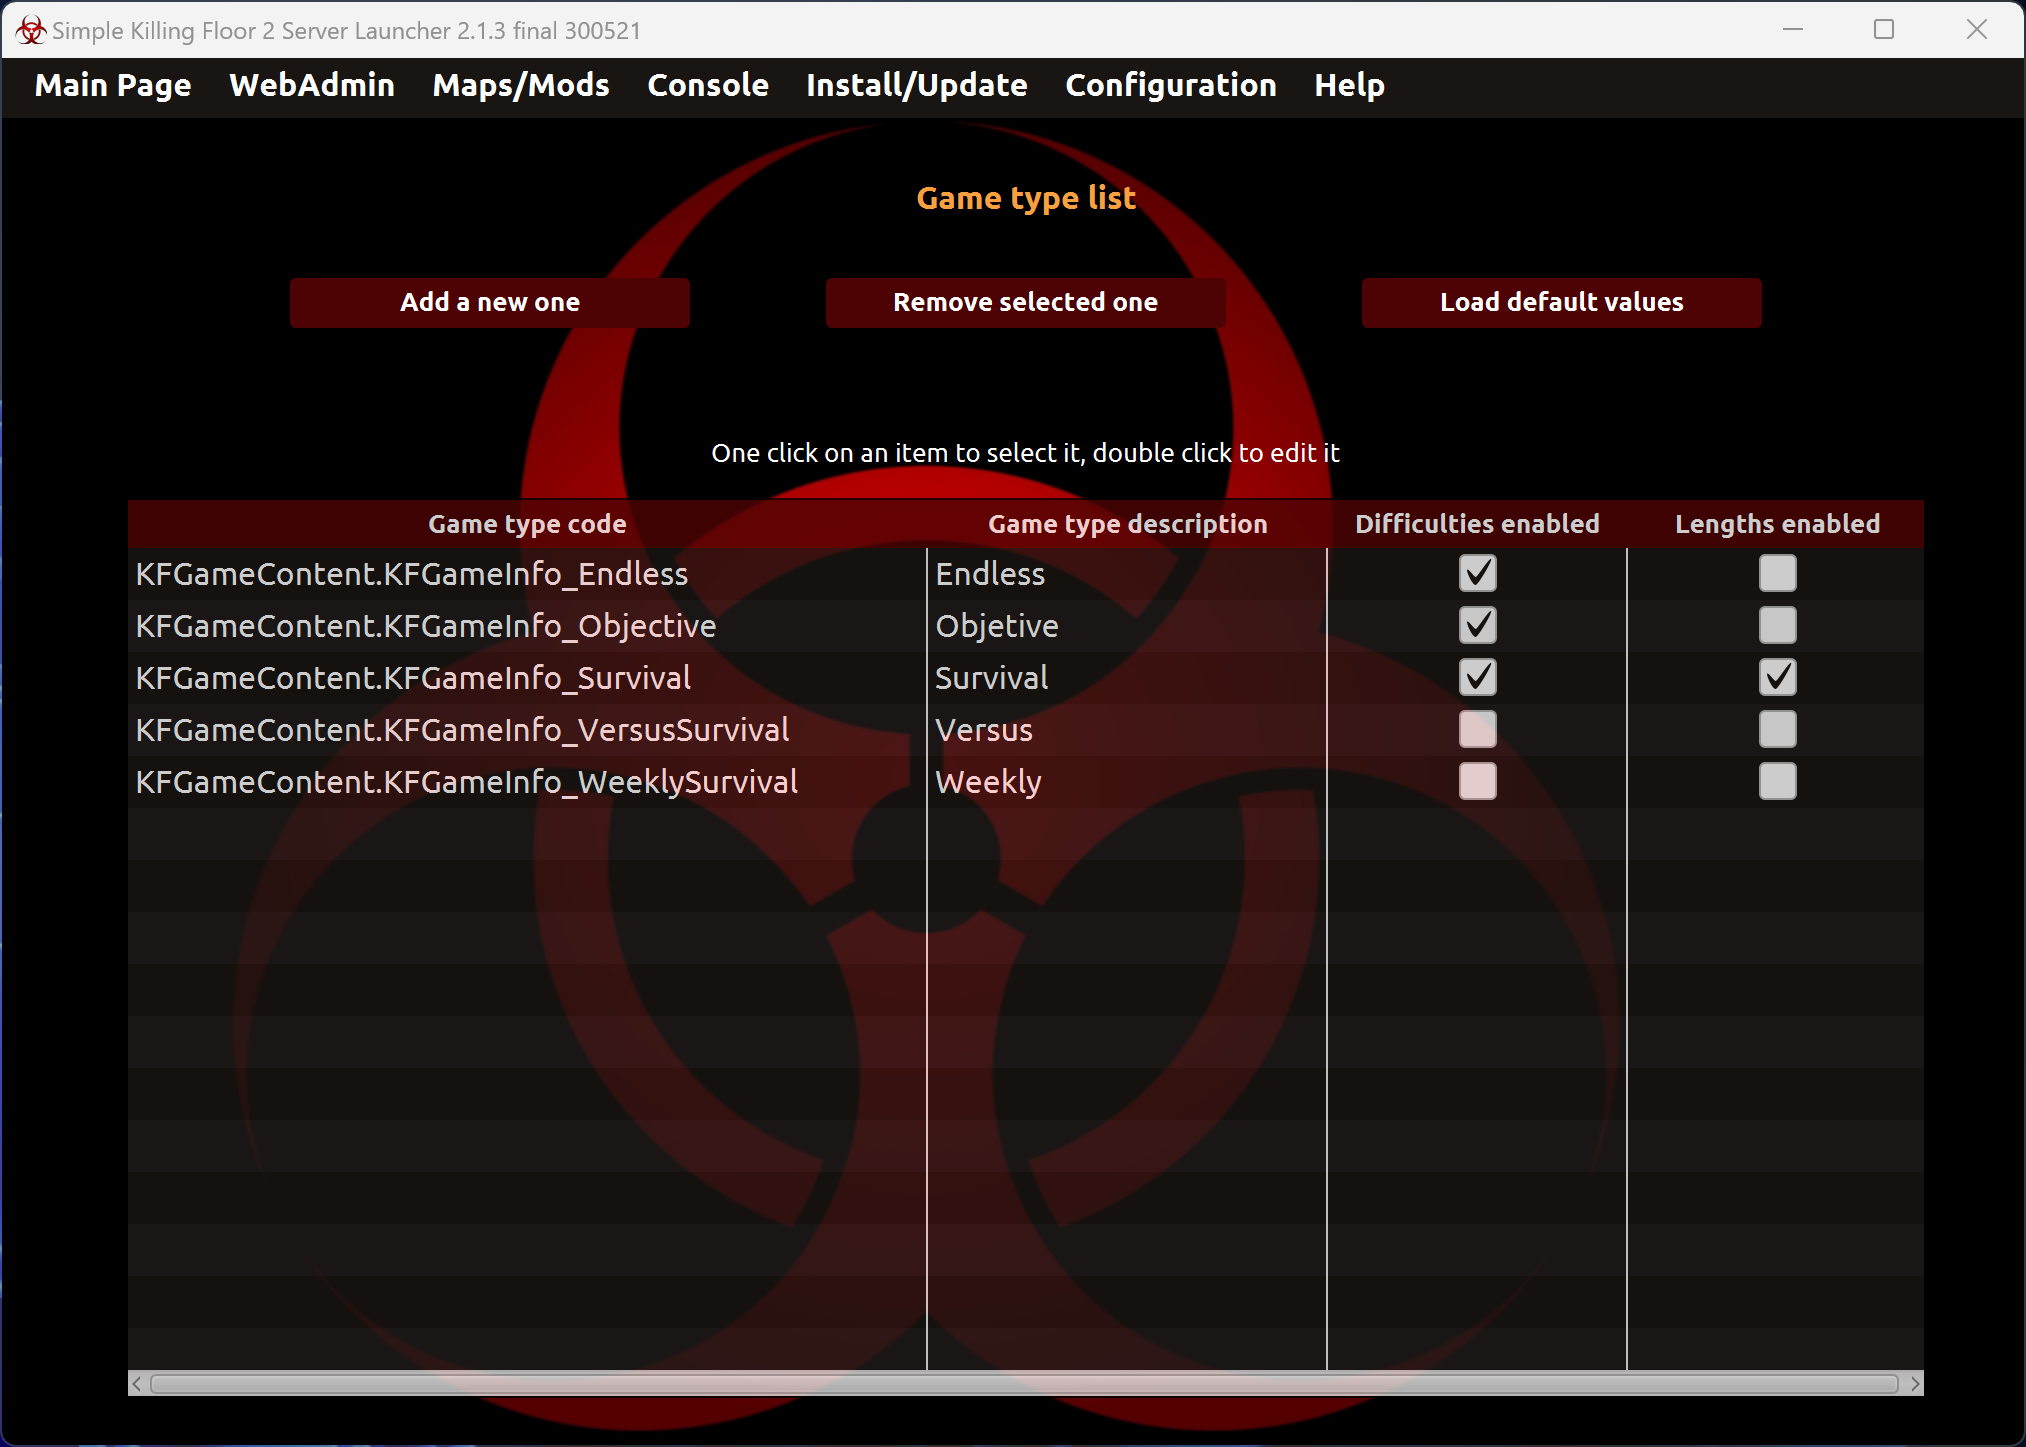 Simple Killing Floor 2 Server Launcher 2.1.3 final 300521
Main Page WebAdmin Maps/Mods Console Install/Update Configuration Help
Game type list
Add a new one Remove selected one Load default values
One click on an item to select it, double click to edit it
Game type code Game type description Difficulties enabled Lengths enabled
KFGameContent.KFGameInfo_Endless Endless
KFGameContent.KFGameInfo_Objective Objetive
KFGameContent.KFGameInfo_Survival Survival
KFGameContent.KFGameInfo_VersusSurvival Versus
KFGameContent.KFGameInfo_WeeklySurvival Weekly